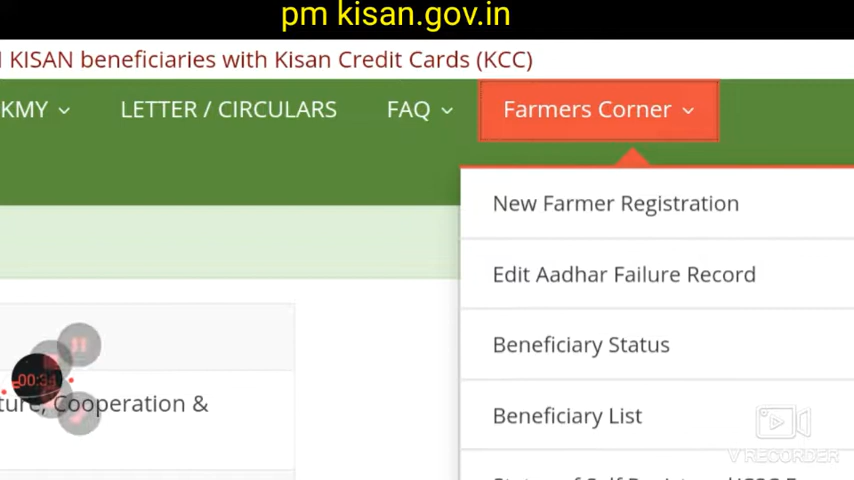 pm kisan.gov.in
KISAN beneficiaries with Kisan Credit Cards (KCC)
KMY
LETTER / CIRCULARS
FAQ
Farmers Corner
New Farmer Registration
Edit Aadhar Failure Record
Beneficiary Status
Beneficiary List
00:34
ture, Cooperation &
V RECORDER